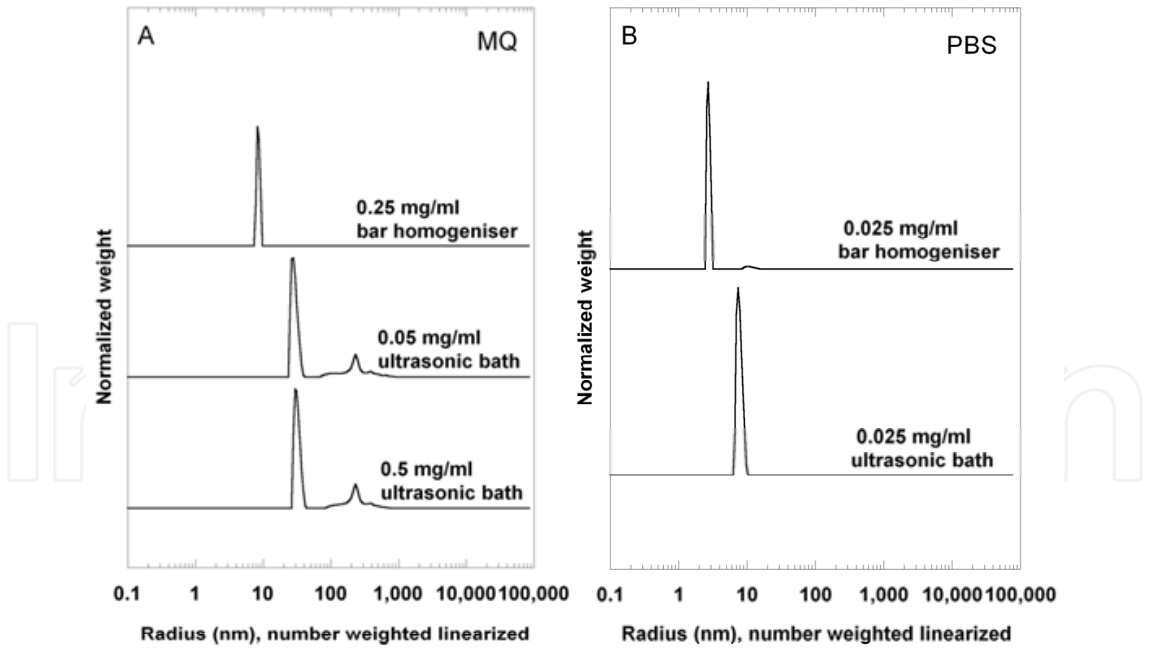 A
MQ
0.25 mg/ml
bar homogeniser
0.05 mg/ml
ultrasonic bath
0.5 mg/ml
ultrasonic bath
Normalized weight
0.1 1 10 100 1,000 10,000 100,000
Radius (nm), number weighted linearized
B
PBS
0.025 mg/ml
bar homogeniser
0.025 mg/ml
ultrasonic bath
Normalized weight
0.1 1 10 100 1,000 10,000 100,000
Radius (nm), number weighted linearized